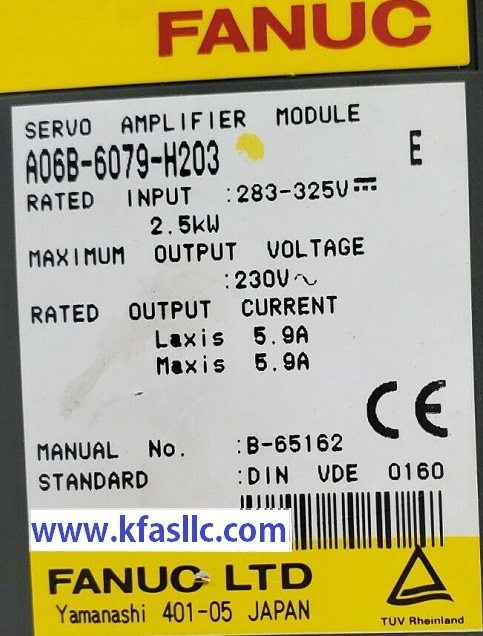 FANUC
SERVO AMPLIFIER MODULE
A06B-6079-H203 E
RATED INPUT :283-325V⎓
2.5kW
MAXIMUM OUTPUT VOLTAGE
:230V~
RATED OUTPUT CURRENT
Laxis 5.9A
Maxis 5.9A
CE
MANUAL No. :B-65162
STANDARD :DIN VDE 0160
www.kfasllc.com
FANUC LTD
Yamanashi 401-05 JAPAN
TÜV Rheinland